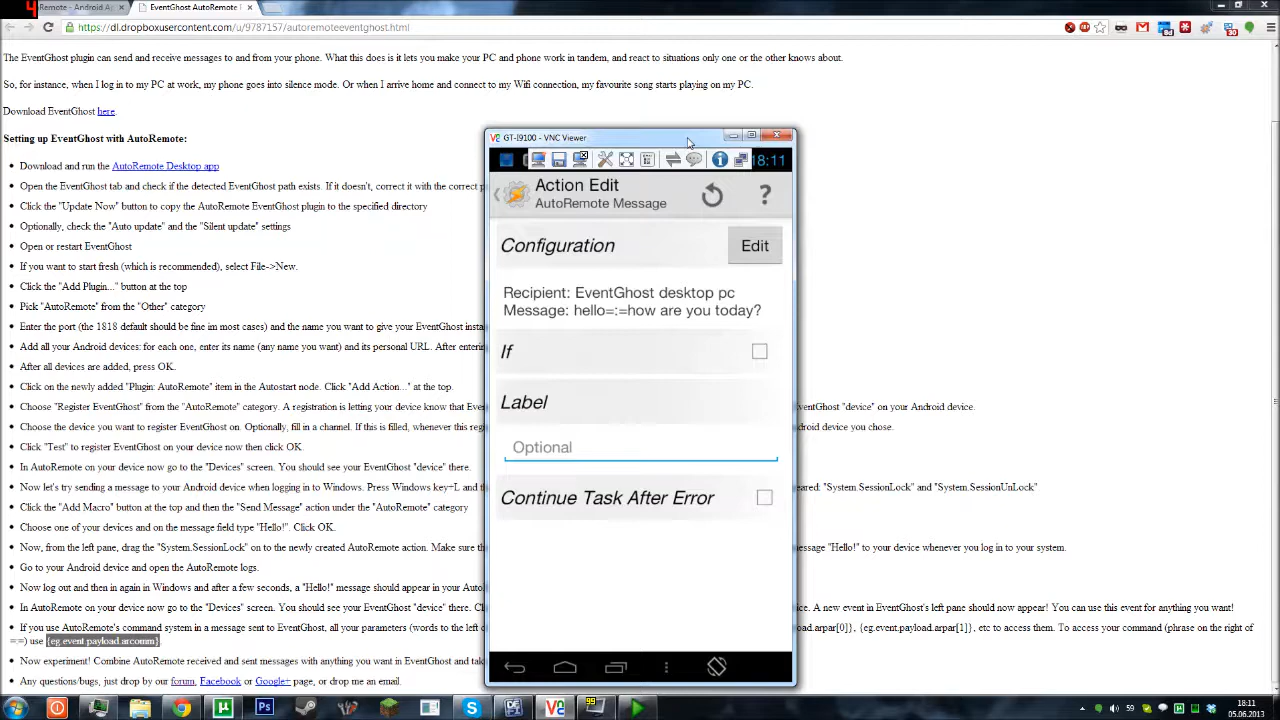 Remote - Android Ap
EventGhost AutoRemote
https://dl.dropboxusercontent.com/u/9787157/autoremoteeventghost.html
The EventGhost plugin can send and receive messages to and from your phone. What this does is it lets you make your PC and phone work in tandem, and react to situations only one or the other knows about.
So, for instance, when I log in to my PC at work, my phone goes into silence mode. Or when I arrive home and connect to my Wifi connection, my favourite song starts playing on my PC.
Download EventGhost here.
Setting up EventGhost with AutoRemote:
Download and run the AutoRemote Desktop app
Open the EventGhost tab and check if the detected EventGhost path exists. If it doesn't, correct it with the correct p
Click the "Update Now" button to copy the AutoRemote EventGhost plugin to the specified directory
Optionally, check the "Auto update" and the "Silent update" settings
Open or restart EventGhost
If you want to start fresh (which is recommended), select File->New.
Click the "Add Plugin..." button at the top
Pick "AutoRemote" from the "Other" category
Enter the port (the 1818 default should be fine im most cases) and the name you want to give your EventGhost insta
Add all your Android devices: for each one, enter its name (any name you want) and its personal URL. After enterin
After all devices are added, press OK.
Click on the newly added "Plugin: AutoRemote" item in the Autostart node. Click "Add Action..." at the top.
Choose "Register EventGhost" from the "AutoRemote" category. A registration is letting your device know that Even
ventGhost "device" on your Android device.
Choose the device you want to register EventGhost on. Optionally, fill in a channel. If this is filled, whenever this reg
droid device you chose.
Click "Test" to register EventGhost on your device now then click OK.
In AutoRemote on your device now go to the "Devices" screen. You should see your EventGhost "device" there.
Now let's try sending a message to your Android device when logging in to Windows. Press Windows key+L and th
eared: "System.SessionLock" and "System.SessionUnLock"
Click the "Add Macro" button at the top and then the "Send Message" action under the "AutoRemote" category
Choose one of your devices and on the message field type "Hello!". Click OK.
Now, from the left pane, drag the "System.SessionLock" on to the newly created AutoRemote action. Make sure th
essage "Hello!" to your device whenever you log in to your system.
Go to your Android device and open the AutoRemote logs.
Now log out and then in again in Windows and after a few seconds, a "Hello!" message should appear in your Auto
In AutoRemote on your device now go to the "Devices" screen. You should see your EventGhost "device" there. C
. A new event in EventGhost's left pane should now appear! You can use this event for anything you want!
If you use AutoRemote's command system in a message sent to EventGhost, all your parameters (words to the left of
oad.arpar[0]}, {eg.event.payload.arpar[1]}, etc to access them. To access your command (phrase on the right of
=:=) use {eg.event.payload.arcomm}
Now experiment! Combine AutoRemote received and sent messages with anything you want in EventGhost and tak
Any questions/bugs, just drop by our forum, Facebook or Google+ page, or drop me an email.
GT-I9100 - VNC Viewer
18:11
Action Edit
AutoRemote Message
?
Configuration
Edit
Recipient: EventGhost desktop pc
Message: hello=:=how are you today?
If
Label
Optional
Continue Task After Error
59
18:11
05.06.2013